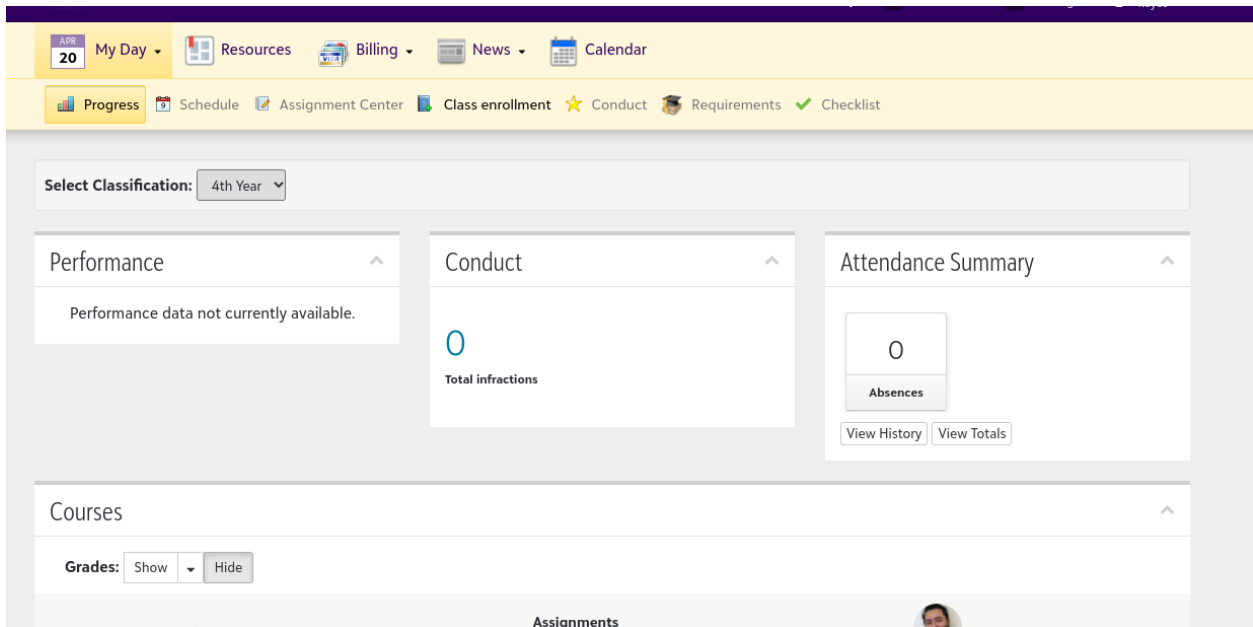 APR
20
My Day
Resources
VISA
Billing
News
Calendar
Progress
9
Schedule
Assignment Center
Class enrollment
Conduct
Requirements
Checklist
Select Classification:
4th Year
Performance
Conduct
Attendance Summary
Performance data not currently available.
0
Total infractions
0
Absences
View History
View Totals
Courses
Grades:
Show
Hide
Assignments